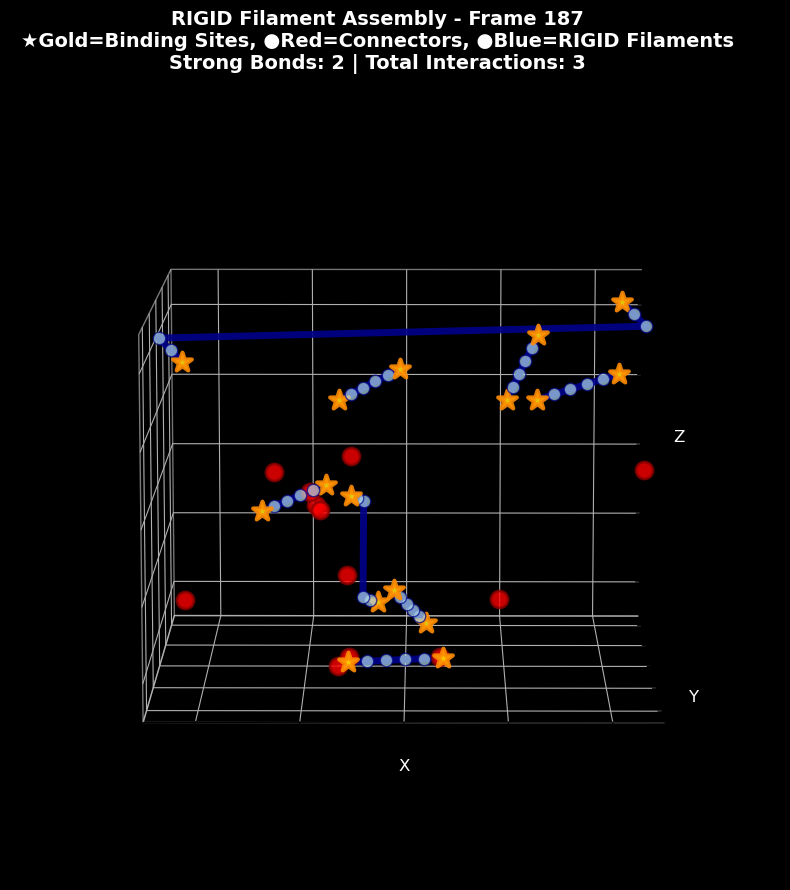 RIGID Filament Assembly - Frame 187
★Gold=Binding Sites, ●Red=Connectors, ●Blue=RIGID Filaments
Strong Bonds: 2 | Total Interactions: 3
Z
Y
X